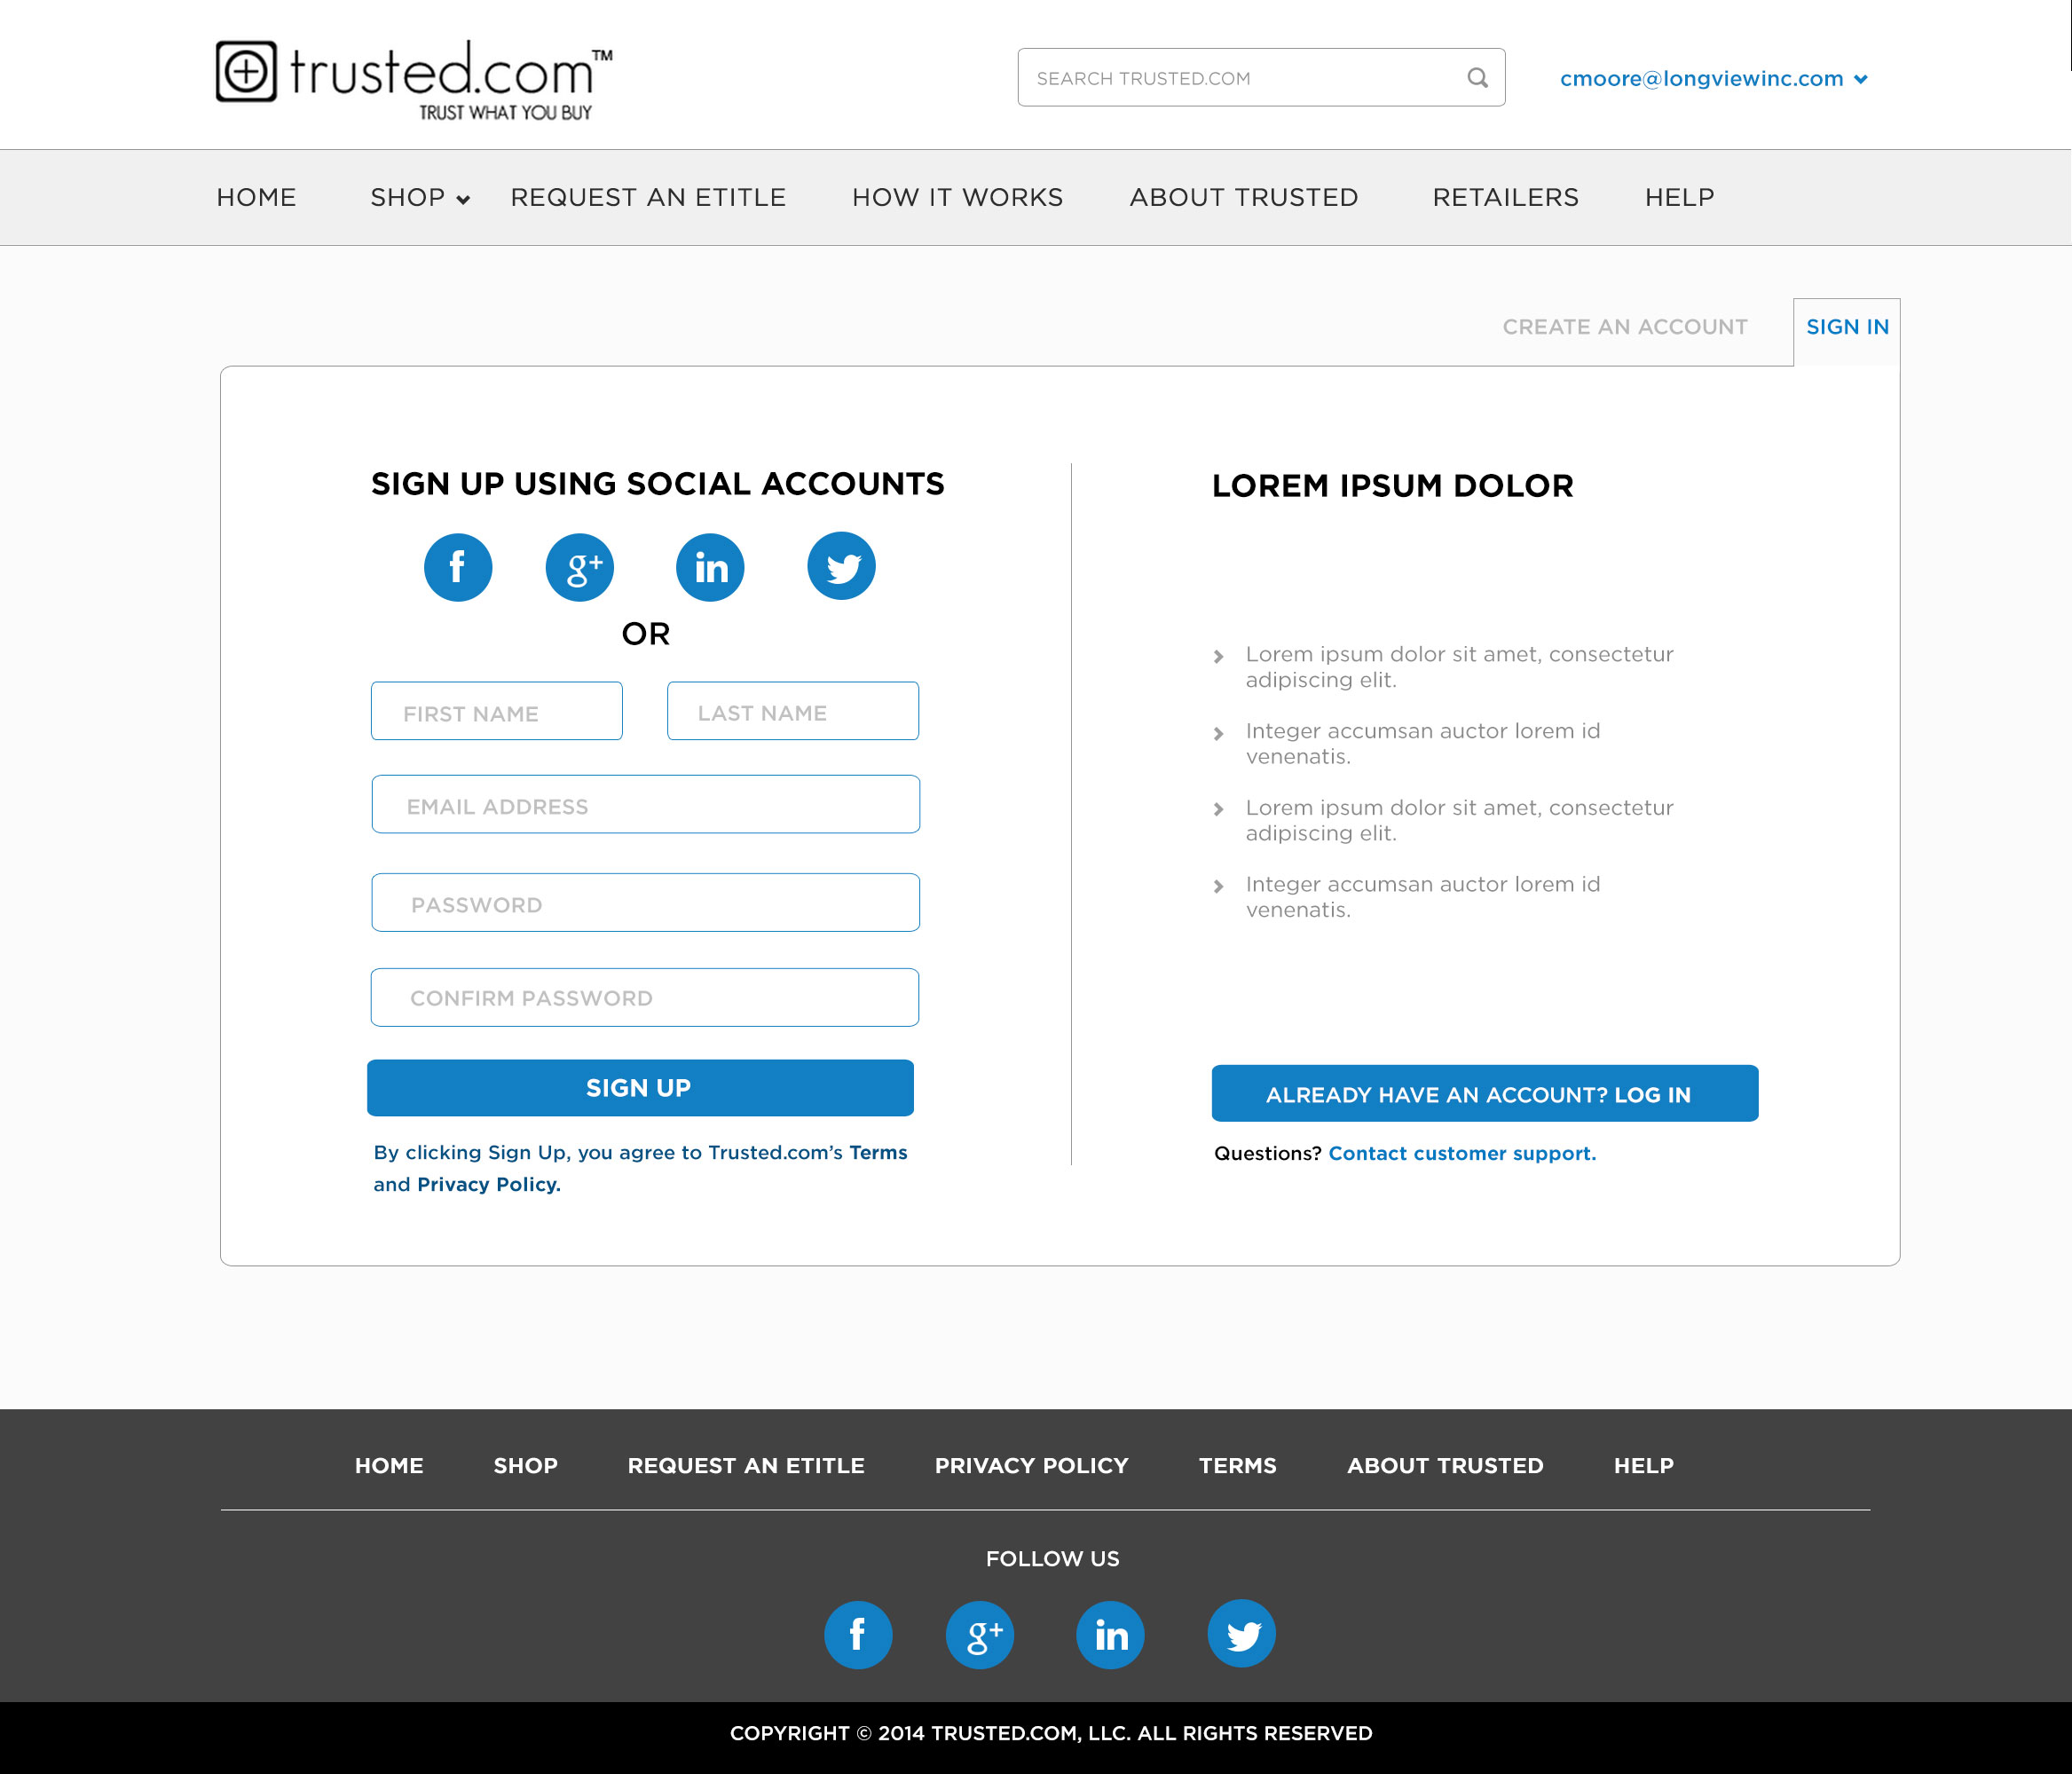 trusted.com™
TRUST WHAT YOU BUY
SEARCH TRUSTED.COM
cmoore@longviewinc.com
HOME SHOP REQUEST AN ETITLE HOW IT WORKS ABOUT TRUSTED RETAILERS HELP
CREATE AN ACCOUNT SIGN IN
SIGN UP USING SOCIAL ACCOUNTS
f g+ in
OR
FIRST NAME LAST NAME
EMAIL ADDRESS
PASSWORD
CONFIRM PASSWORD
SIGN UP
By clicking Sign Up, you agree to Trusted.com’s Terms
and Privacy Policy.
LOREM IPSUM DOLOR
Lorem ipsum dolor sit amet, consectetur
adipiscing elit.
Integer accumsan auctor lorem id
venenatis.
Lorem ipsum dolor sit amet, consectetur
adipiscing elit.
Integer accumsan auctor lorem id
venenatis.
ALREADY HAVE AN ACCOUNT? LOG IN
Questions? Contact customer support.
HOME SHOP REQUEST AN ETITLE PRIVACY POLICY TERMS ABOUT TRUSTED HELP
FOLLOW US
f g+ in
COPYRIGHT © 2014 TRUSTED.COM, LLC. ALL RIGHTS RESERVED